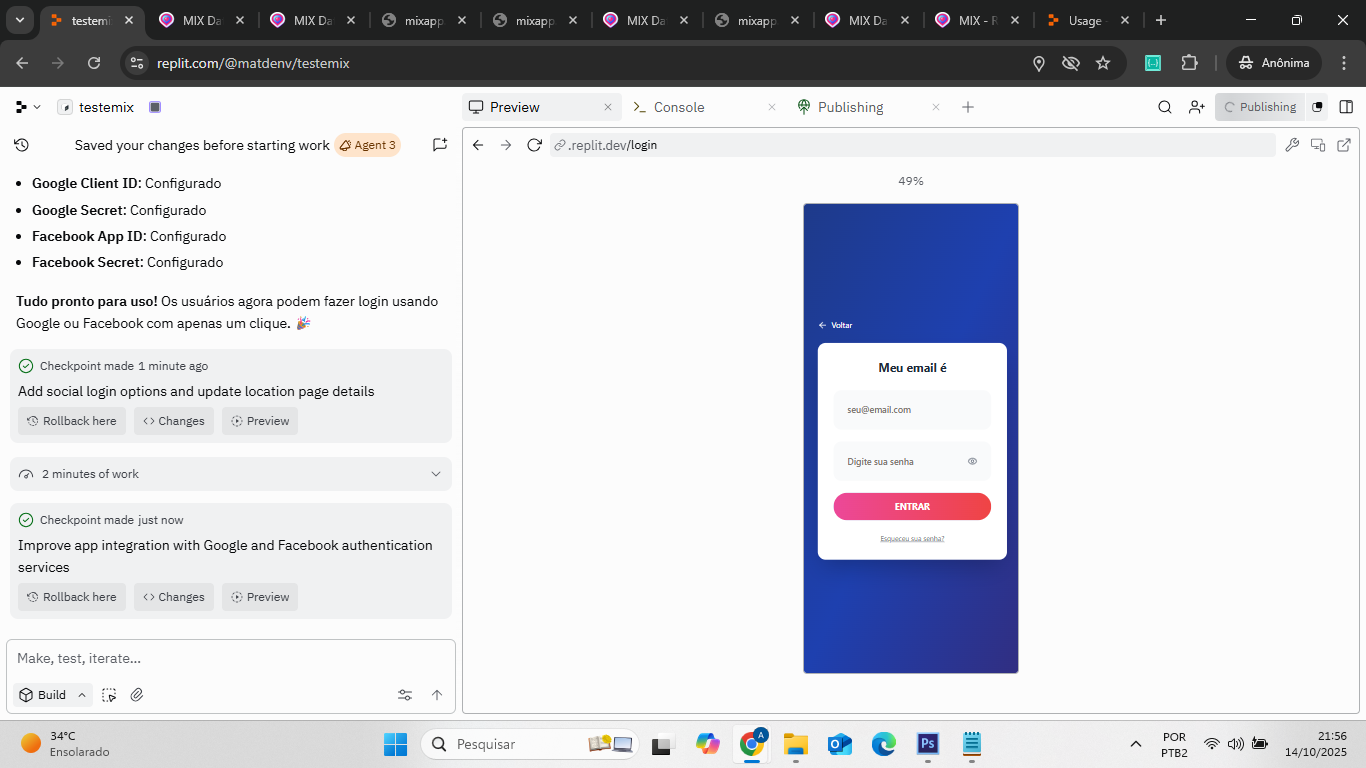 testemix
MIX Da
MIX Da
mixapp
mixapp
MIX Da
mixapp
MIX Da
MIX - R
Usage
replit.com/@matdenv/testemix
Anônima
testemix
Preview
Console
Publishing
Publishing
Saved your changes before starting work
Agent 3
.replit.dev/login
Google Client ID: Configurado
Google Secret: Configurado
Facebook App ID: Configurado
Facebook Secret: Configurado
Tudo pronto para uso! Os usuários agora podem fazer login usando
Google ou Facebook com apenas um clique. 🎉
Checkpoint made 1 minute ago
Add social login options and update location page details
Rollback here
Changes
Preview
2 minutes of work
Checkpoint made just now
Improve app integration with Google and Facebook authentication
services
Rollback here
Changes
Preview
Make, test, iterate...
Build
49%
Voltar
Meu email é
seu@email.com
Digite sua senha
ENTRAR
Esqueceu sua senha?
34°C
Ensolarado
Pesquisar
A
Ps
POR
PTB2
21:56
14/10/2025